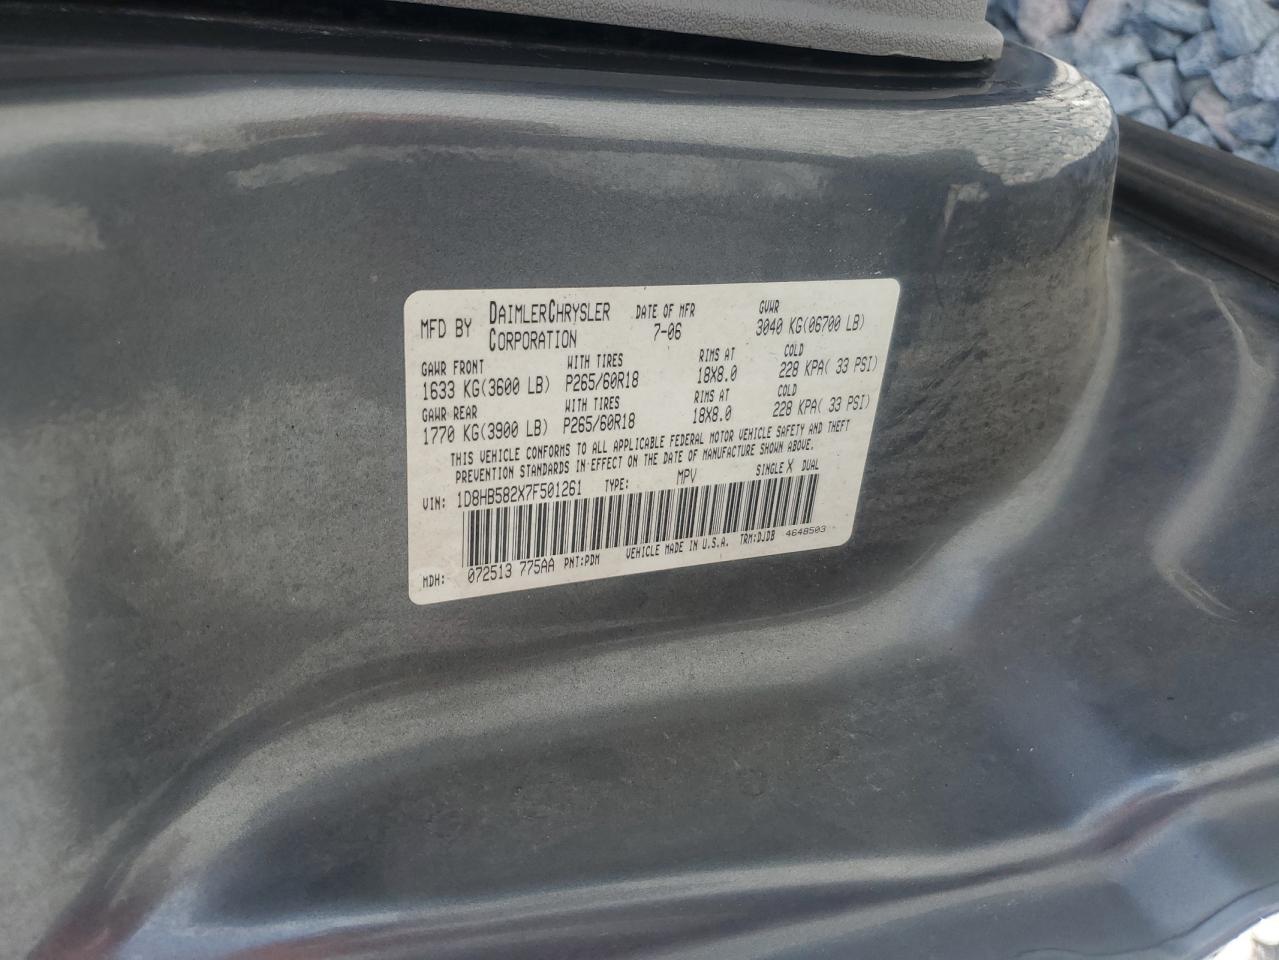 MFD BY DAIMLERCHRYSLER CORPORATION DATE OF MFR 7-06 GVWR 3040 KG(06700 LB)
GAWR FRONT WITH TIRES RIMS AT COLD
1633 KG(3600 LB) P265/60R18 18X8.0 228 KPA( 33 PSI)
GAWR REAR WITH TIRES RIMS AT COLD
1770 KG(3900 LB) P265/60R18 18X8.0 228 KPA( 33 PSI)
THIS VEHICLE CONFORMS TO ALL APPLICABLE FEDERAL MOTOR VEHICLE SAFETY AND THEFT
PREVENTION STANDARDS IN EFFECT ON THE DATE OF MANUFACTURE SHOWN ABOVE.
VIN: 1D8HB582X7F501261 TYPE: MPV SINGLE X DUAL
MDH: 072513 775AA PNT:PDM VEHICLE MADE IN U.S.A. TRM:DJDB 4648503